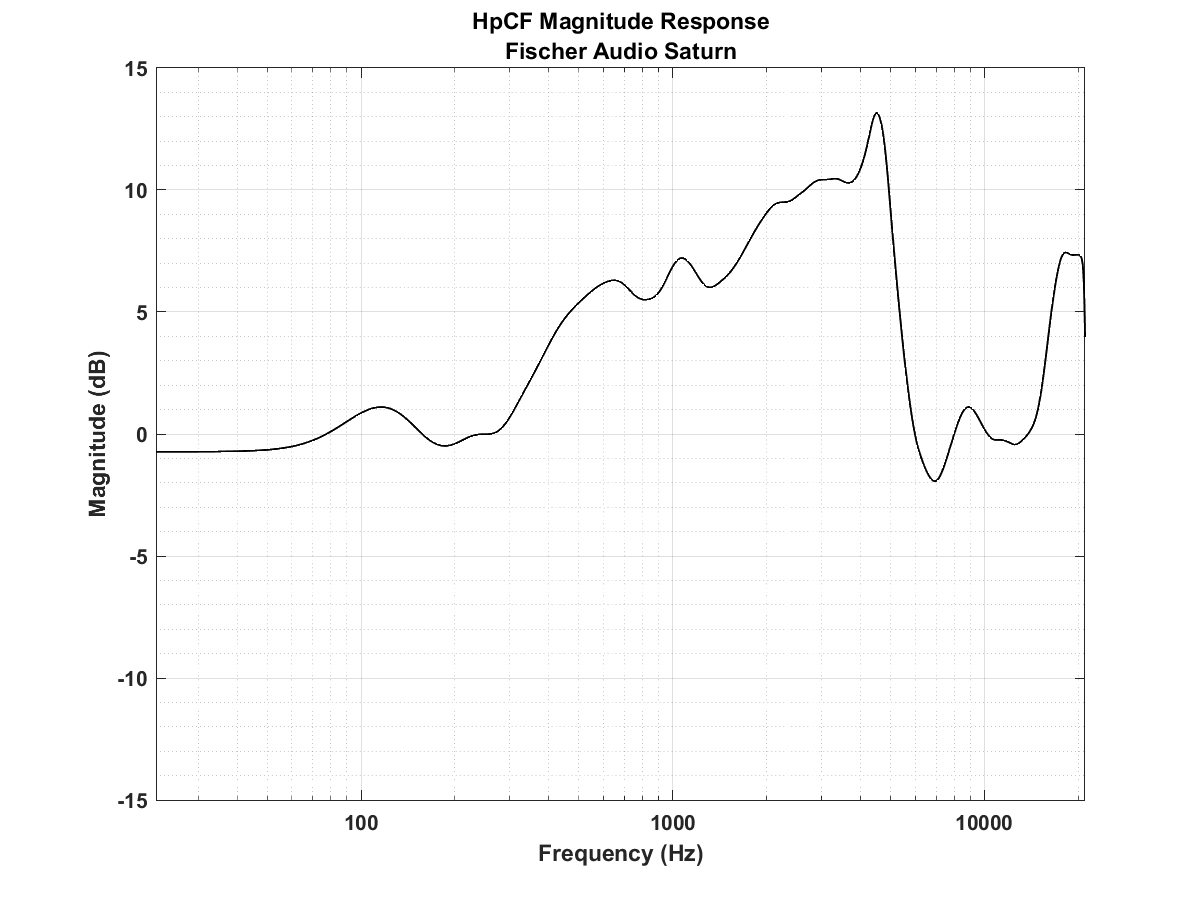 HpCF Magnitude Response
Fischer Audio Saturn
15
10
5
0
-5
-10
-15
Magnitude (dB)
100
1000
10000
Frequency (Hz)